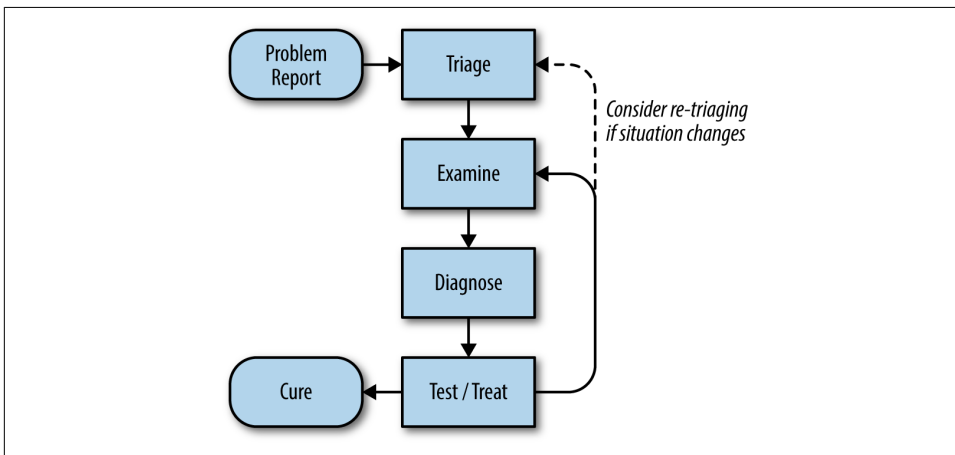 Problem
Report
Triage
Consider re-triaging
if situation changes
Examine
Diagnose
Cure
Test / Treat